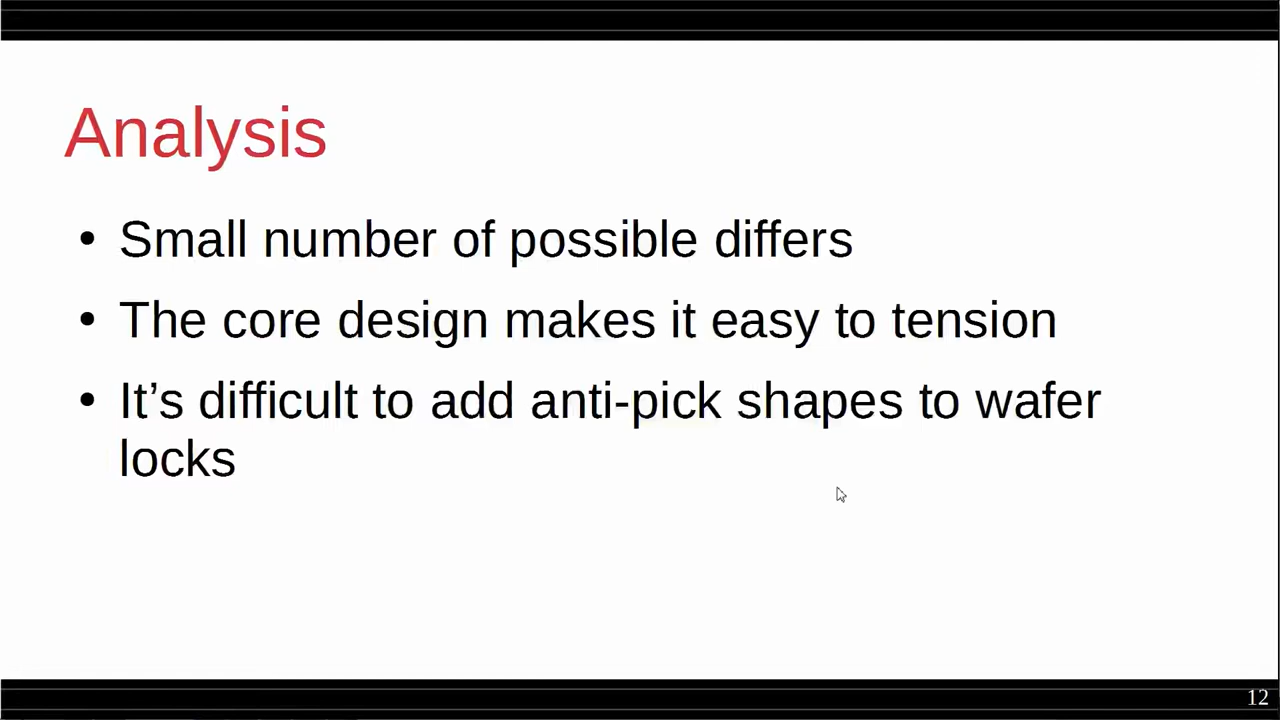 Analysis
• Small number of possible differs
• The core design makes it easy to tension
• It’s difficult to add anti-pick shapes to wafer
locks
12